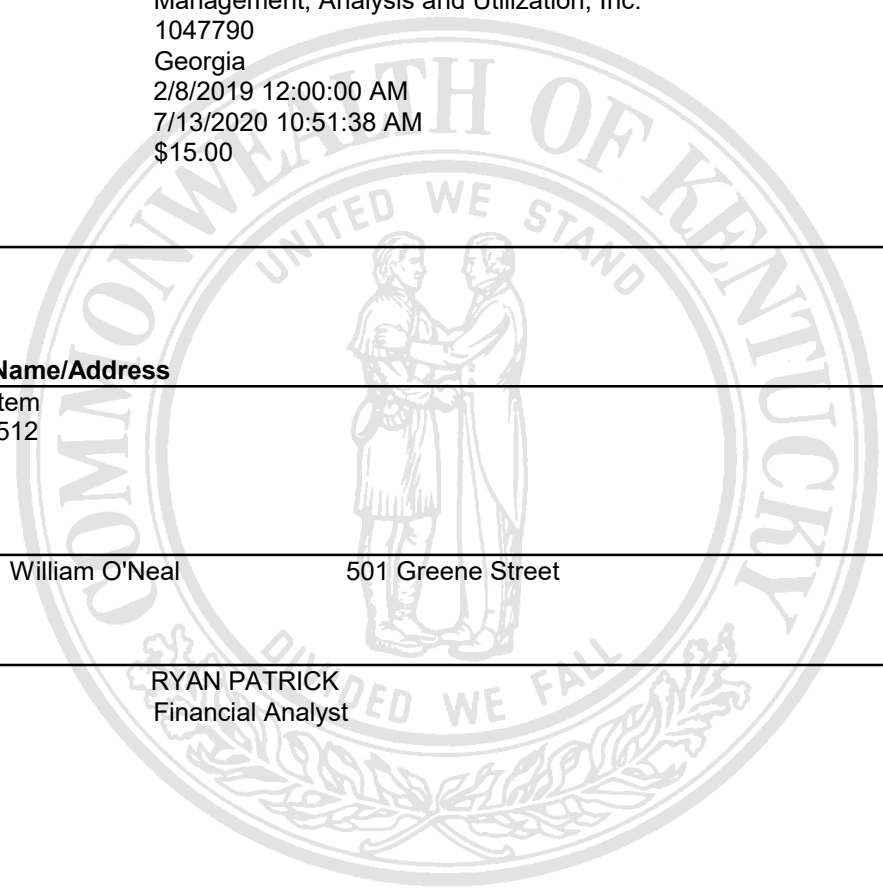 Management, Analysis and Utilization, Inc.
1047790
Georgia
2/8/2019 12:00:00 AM
7/13/2020 10:51:38 AM
$15.00
COMMONWEALTH OF KENTUCKY
UNITED WE STAND
Name/Address
tem
512
William O'Neal 501 Greene Street
DIVIDED WE FALL
RYAN PATRICK
Financial Analyst